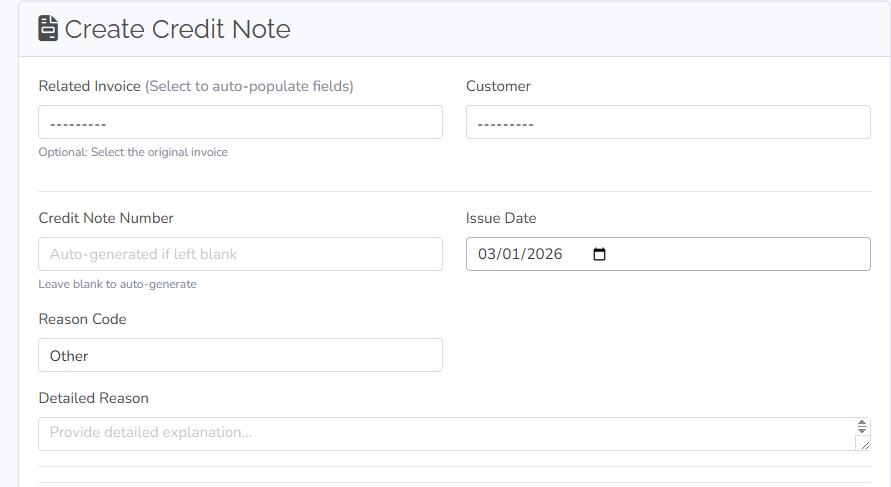 Create Credit Note
Related Invoice (Select to auto-populate fields)
Customer
---------
---------
Optional: Select the original invoice
Credit Note Number
Issue Date
Auto-generated if left blank
03/01/2026
Leave blank to auto-generate
Reason Code
Other
Detailed Reason
Provide detailed explanation...